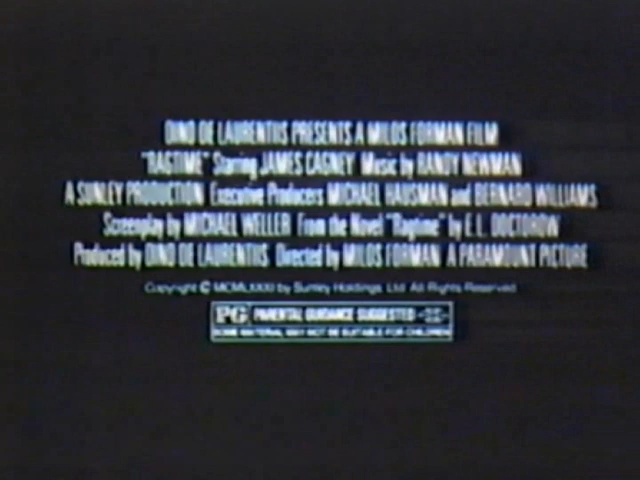 DINO DE LAURENTIIS PRESENTS A MILOS FORMAN FILM
"RAGTIME" Starring JAMES CAGNEY Music by RANDY NEWMAN
A SUNLEY PRODUCTION Executive Producers MICHAEL HAUSMAN and BERNARD WILLIAMS
Screenplay by MICHAEL WELLER From the Novel "Ragtime" by E.L. DOCTOROW
Produced by DINO DE LAURENTIIS Directed by MILOS FORMAN A PARAMOUNT PICTURE
Copyright © MCMLXXXI by Sunley Holdings, Ltd. All Rights Reserved
PG PARENTAL GUIDANCE SUGGESTED
SOME MATERIAL MAY NOT BE SUITABLE FOR CHILDREN